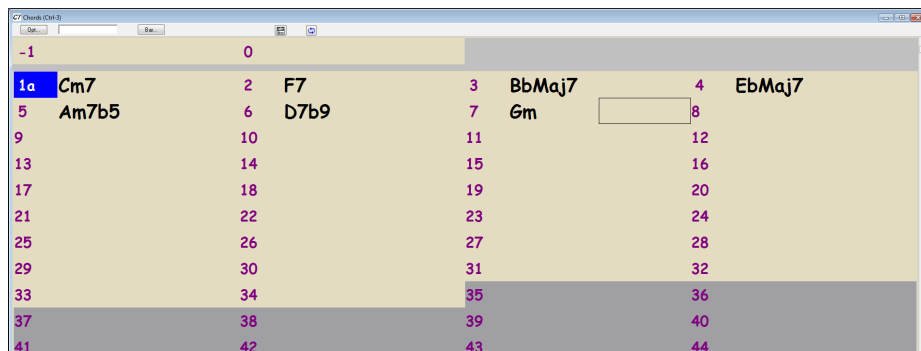 CT Chords (Ctrl-3)
Opt... Bar...
-1 0
1a Cm7 2 F7 3 BbMaj7 4 EbMaj7
5 Am7b5 6 D7b9 7 Gm 8
9 10 11 12
13 14 15 16
17 18 19 20
21 22 23 24
25 26 27 28
29 30 31 32
33 34 35 36
37 38 39 40
41 42 43 44